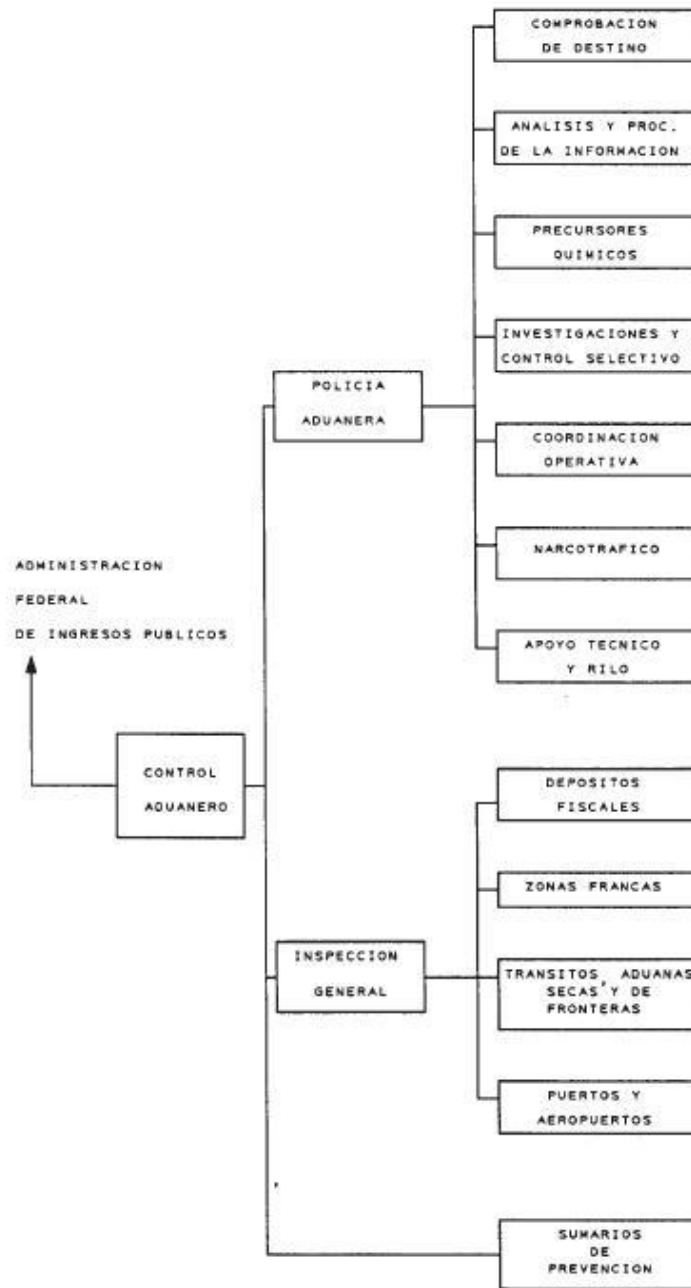 COMPROBACION
DE DESTINO
ANALISIS Y PROC.
DE LA INFORMACION
PRECURSORES
QUIMICOS
INVESTIGACIONES Y
CONTROL SELECTIVO
POLICIA
ADUANERA
COORDINACION
OPERATIVA
NARCOTRAFICO
APOYO TECNICO
Y RILO
ADMINISTRACION
FEDERAL
DE INGRESOS PUBLICOS
CONTROL
ADUANERO
DEPOSITOS
FISCALES
ZONAS FRANCAS
INSPECCION
GENERAL
TRANSITOS, ADUANAS
SECAS Y DE
FRONTERAS
PUERTOS Y
AEROPUERTOS
SUMARIOS
DE
PREVENCION